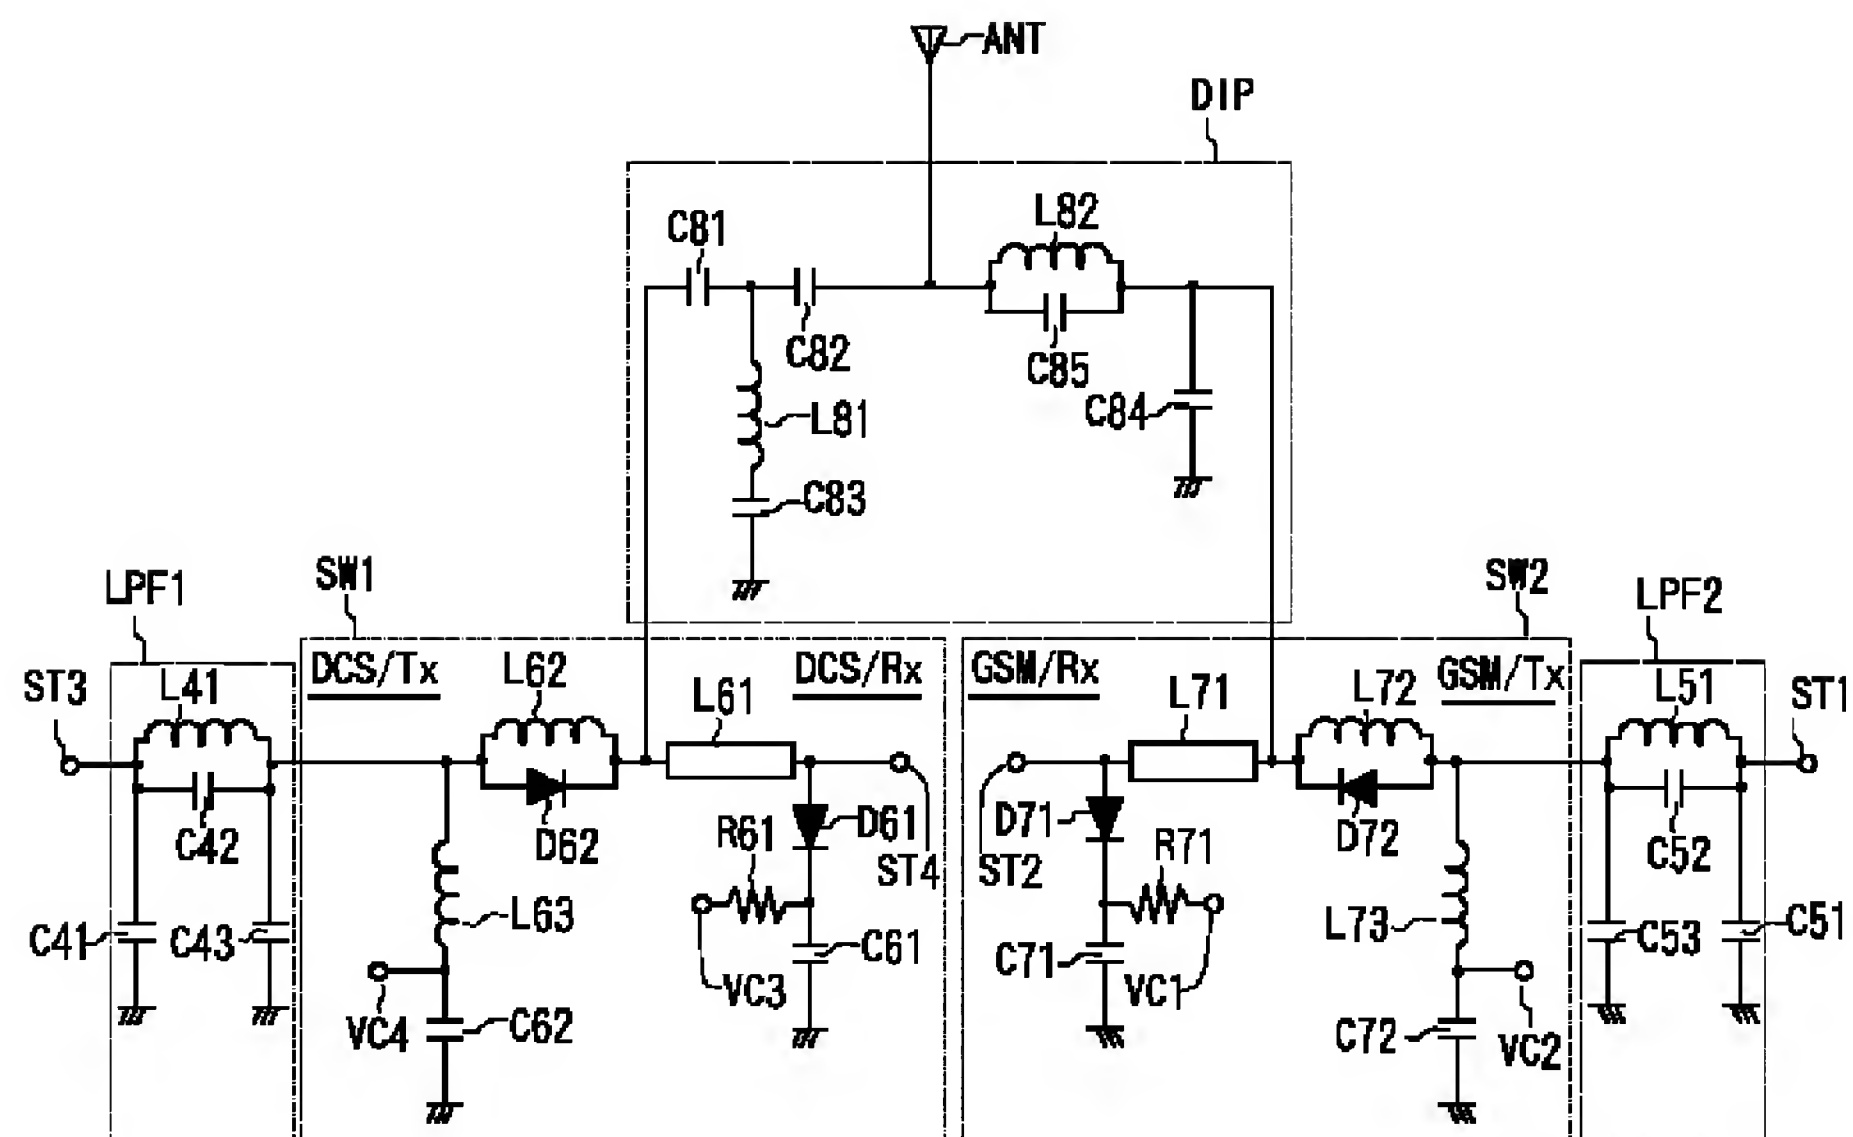 ANT
DIP
L82
C81
C82
C85
C84
L81
C83
SW1
SW2
LPF1
LPF2
DCS/Tx
L62
DCS/Rx
GSM/Rx
L72
GSM/Tx
ST3
L41
L61
L71
L51
ST1
C42
D62
R61
D61
D71
R71
D72
C52
ST4
ST2
C41
C43
L63
C61
C71
L73
C53
C51
VC3
VC1
VC4
C62
C72
VC2